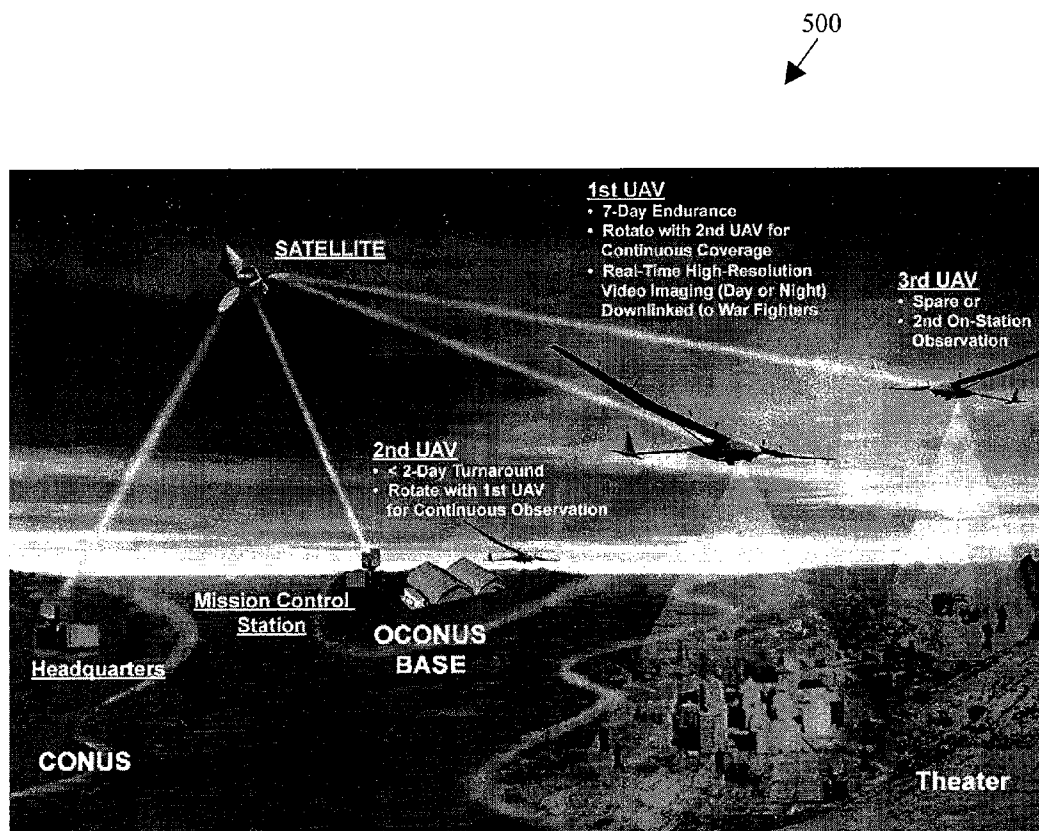 500
SATELLITE
1st UAV
• 7-Day Endurance
• Rotate with 2nd UAV for
Continuous Coverage
• Real-Time High-Resolution
Video Imaging (Day or Night)
Downlinked to War Fighters
3rd UAV
• Spare or
• 2nd On-Station
Observation
2nd UAV
• < 2-Day Turnaround
• Rotate with 1st UAV
for Continuous Observation
Mission Control
Station
OCONUS
BASE
Headquarters
CONUS
Theater